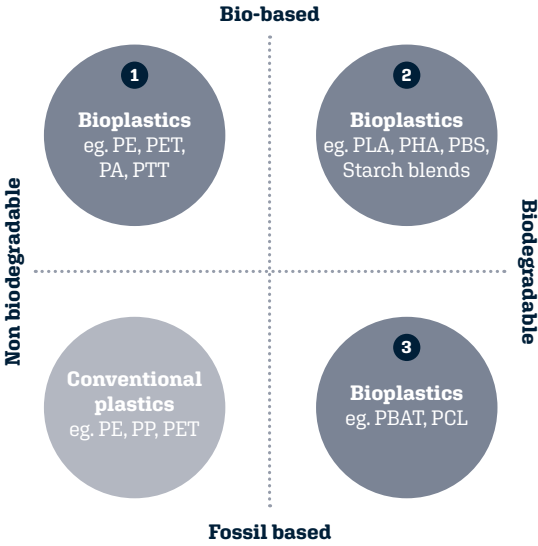 Bio-based
1
Bioplastics
eg. PE, PET,
PA, PTT
2
Bioplastics
eg. PLA, PHA, PBS,
Starch blends
Non biodegradable
Biodegradable
Conventional
plastics
eg. PE, PP, PET
3
Bioplastics
eg. PBAT, PCL
Fossil based